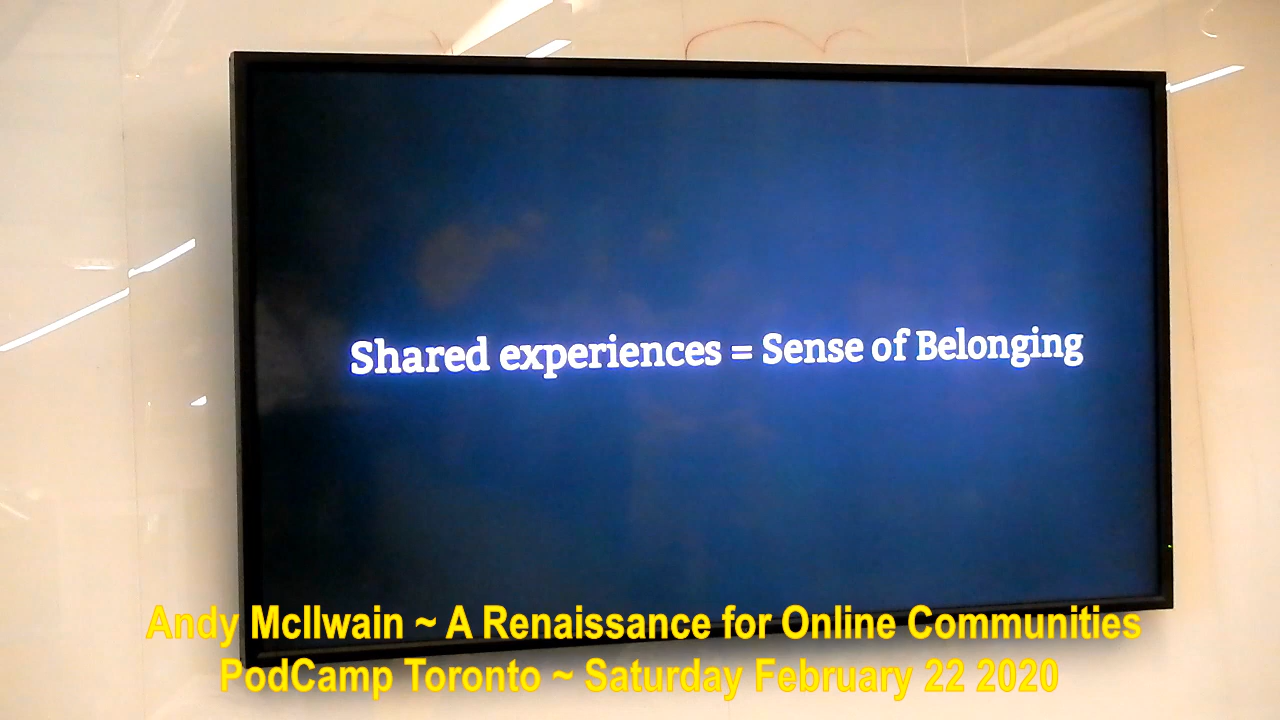 Shared experiences = Sense of Belonging
Andy McIlwain ~ A Renaissance for Online Communities
PodCamp Toronto ~ Saturday February 22 2020